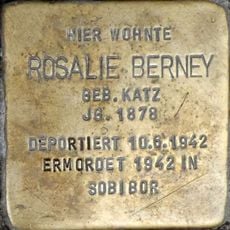 HIER WOHNTE
ROSALIE BERNEY
GEB. KATZ
JG. 1878
DEPORTIERT 10.6.1942
ERMORDET 1942 IN
SOBIBOR